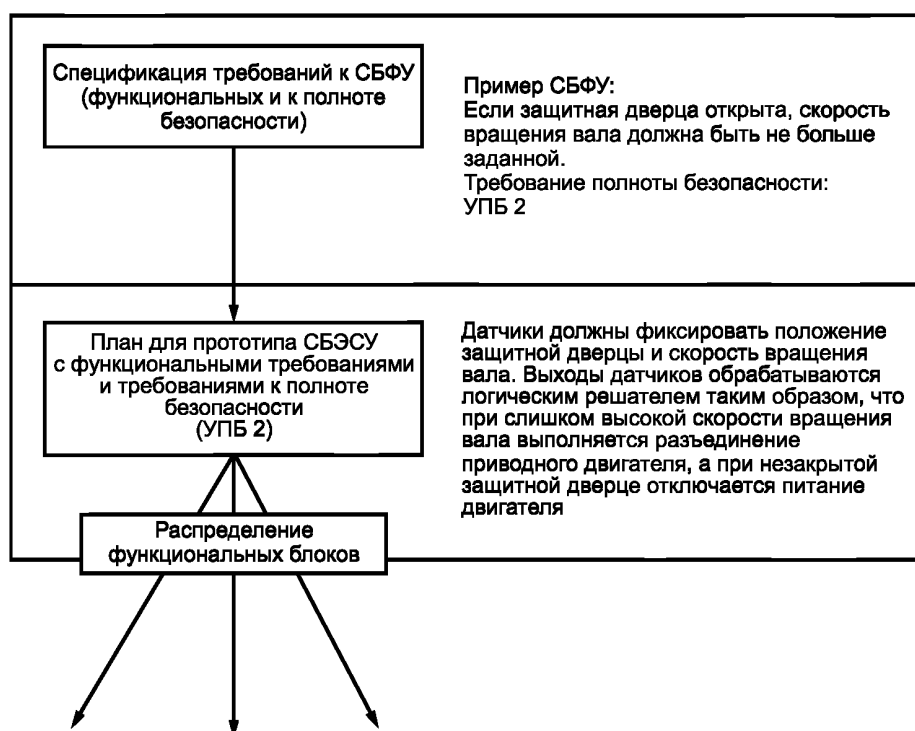 Спецификация требований к СБФУ
(функциональных и к полноте
безопасности)
Пример СБФУ:
Если защитная дверца открыта, скорость
вращения вала должна быть не больше
заданной.
Требование полноты безопасности:
УПБ 2
План для прототипа СБЭСУ
с функциональными требованиями
и требованиями к полноте
безопасности
(УПБ 2)
Датчики должны фиксировать положение
защитной дверцы и скорость вращения
вала. Выходы датчиков обрабатываются
логическим решателем таким образом, что
при слишком высокой скорости вращения
вала выполняется разъединение
приводного двигателя, а при незакрытой
защитной дверце отключается питание
двигателя
Распределение
функциональных блоков